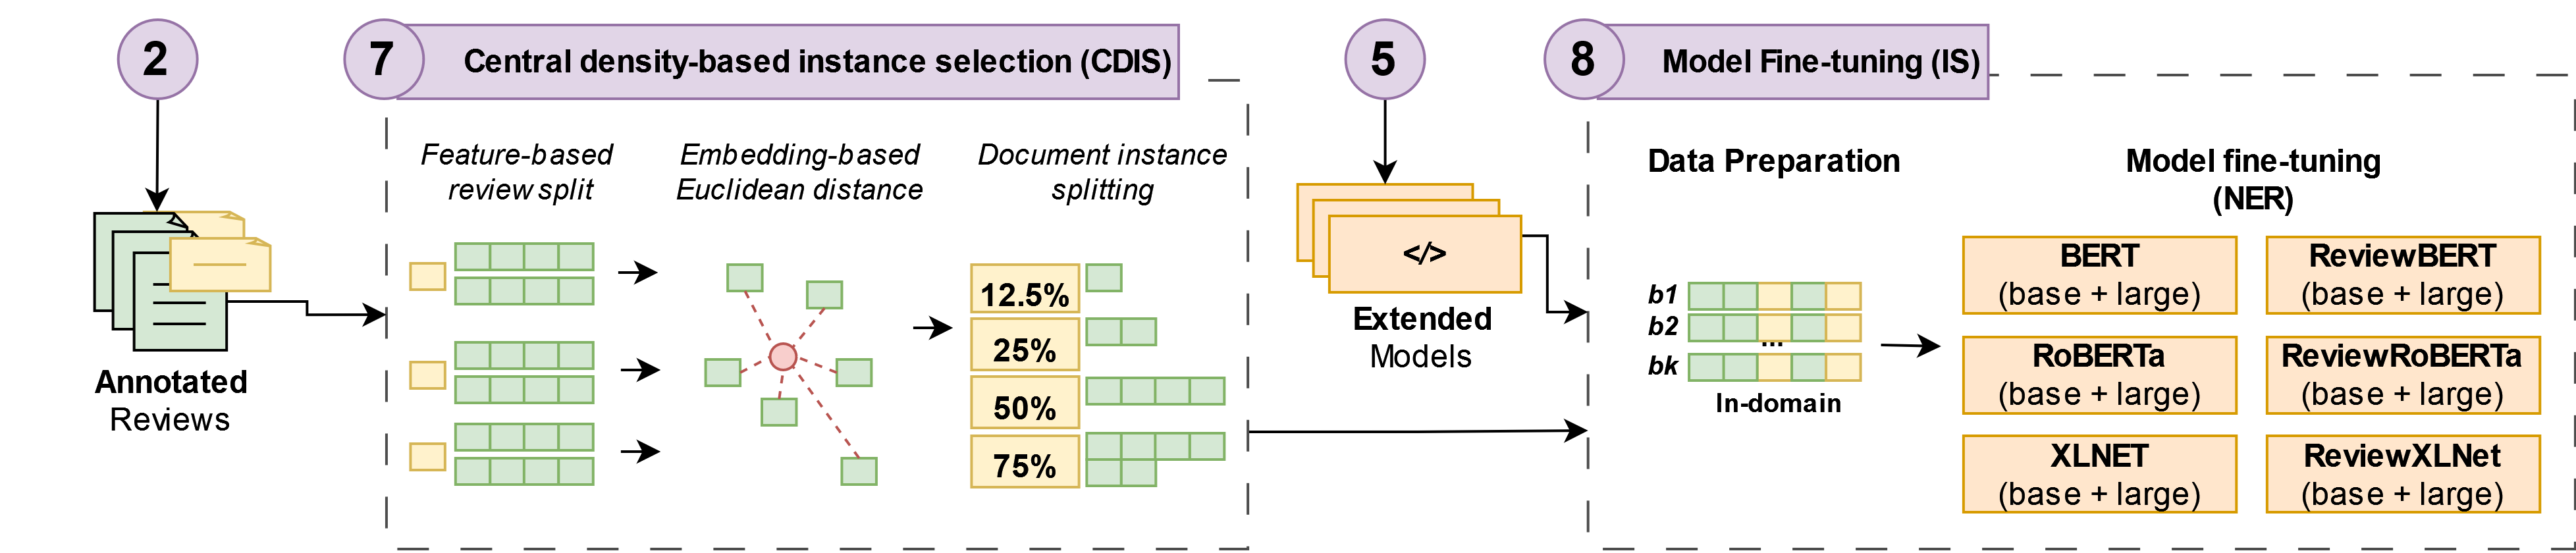 2
Annotated
Reviews
7
Central density-based instance selection (CDIS)
Feature-based
review split
Embedding-based
Euclidean distance
Document instance
splitting
12.5%
25%
50%
75%
5
</>
Extended
Models
8
Model Fine-tuning (IS)
Data Preparation
b1
b2
...
bk
In-domain
Model fine-tuning
(NER)
BERT
(base + large)
ReviewBERT
(base + large)
RoBERTa
(base + large)
ReviewRoBERTa
(base + large)
XLNET
(base + large)
ReviewXLNet
(base + large)